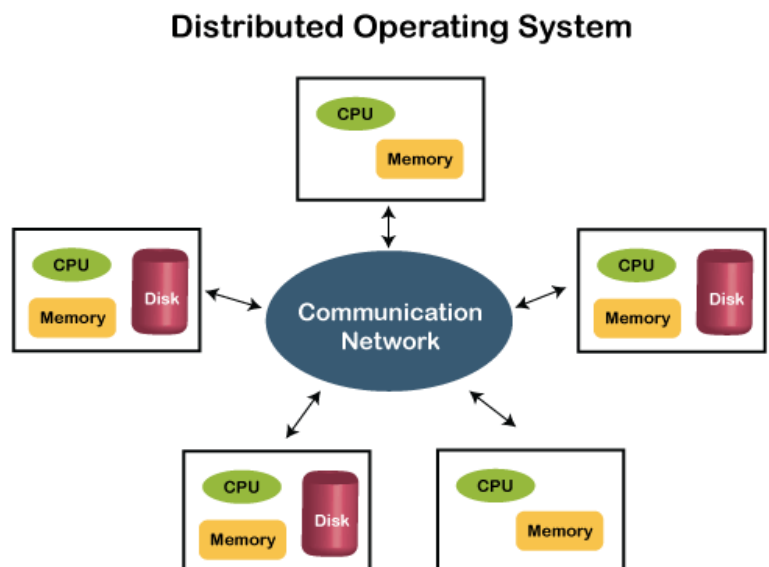 Distributed Operating System
CPU
Memory
CPU
Memory
Disk
Communication
Network
CPU
Memory
Disk
CPU
Memory
Disk
CPU
Memory